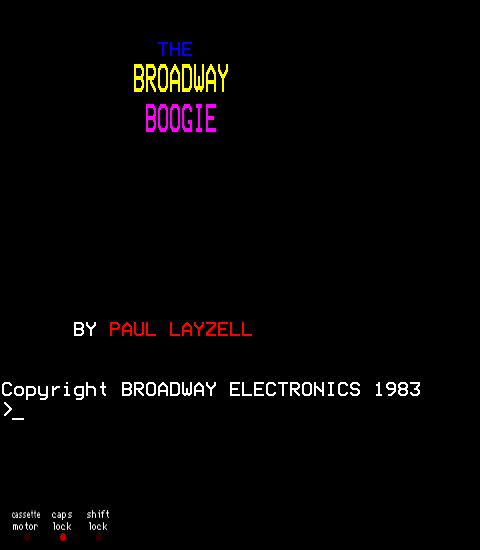 THE
BROADWAY
BOOGIE
BY PAUL LAYZELL
Copyright BROADWAY ELECTRONICS 1983
>_
cassette motor
caps lock
shift lock